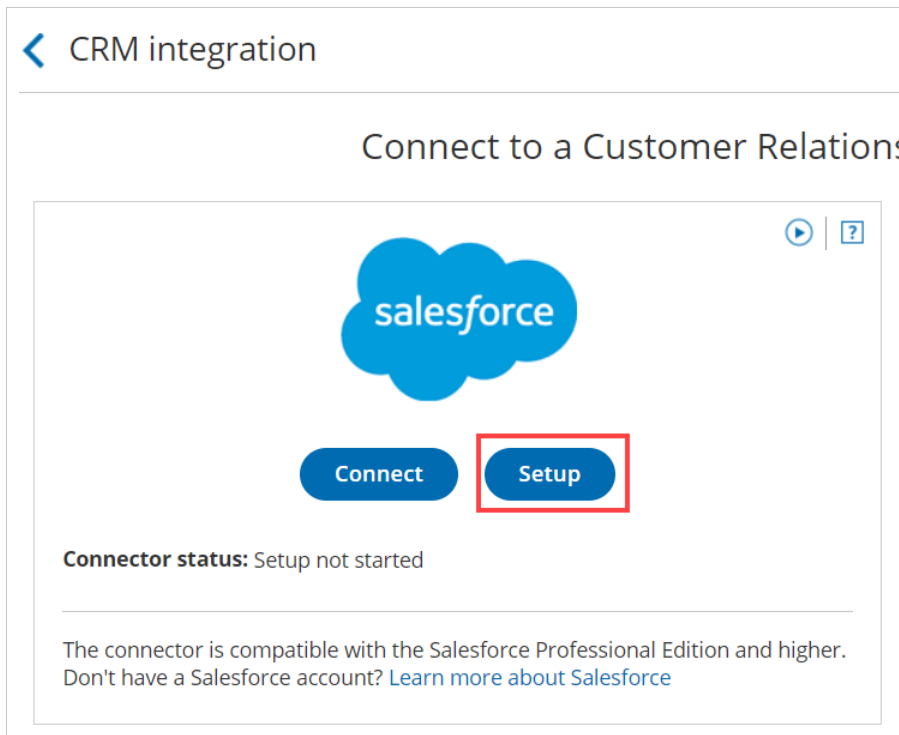 CRM integration
Connect to a Customer Relations
salesforce
Connect
Setup
Connector status: Setup not started
The connector is compatible with the Salesforce Professional Edition and higher.
Don't have a Salesforce account? Learn more about Salesforce